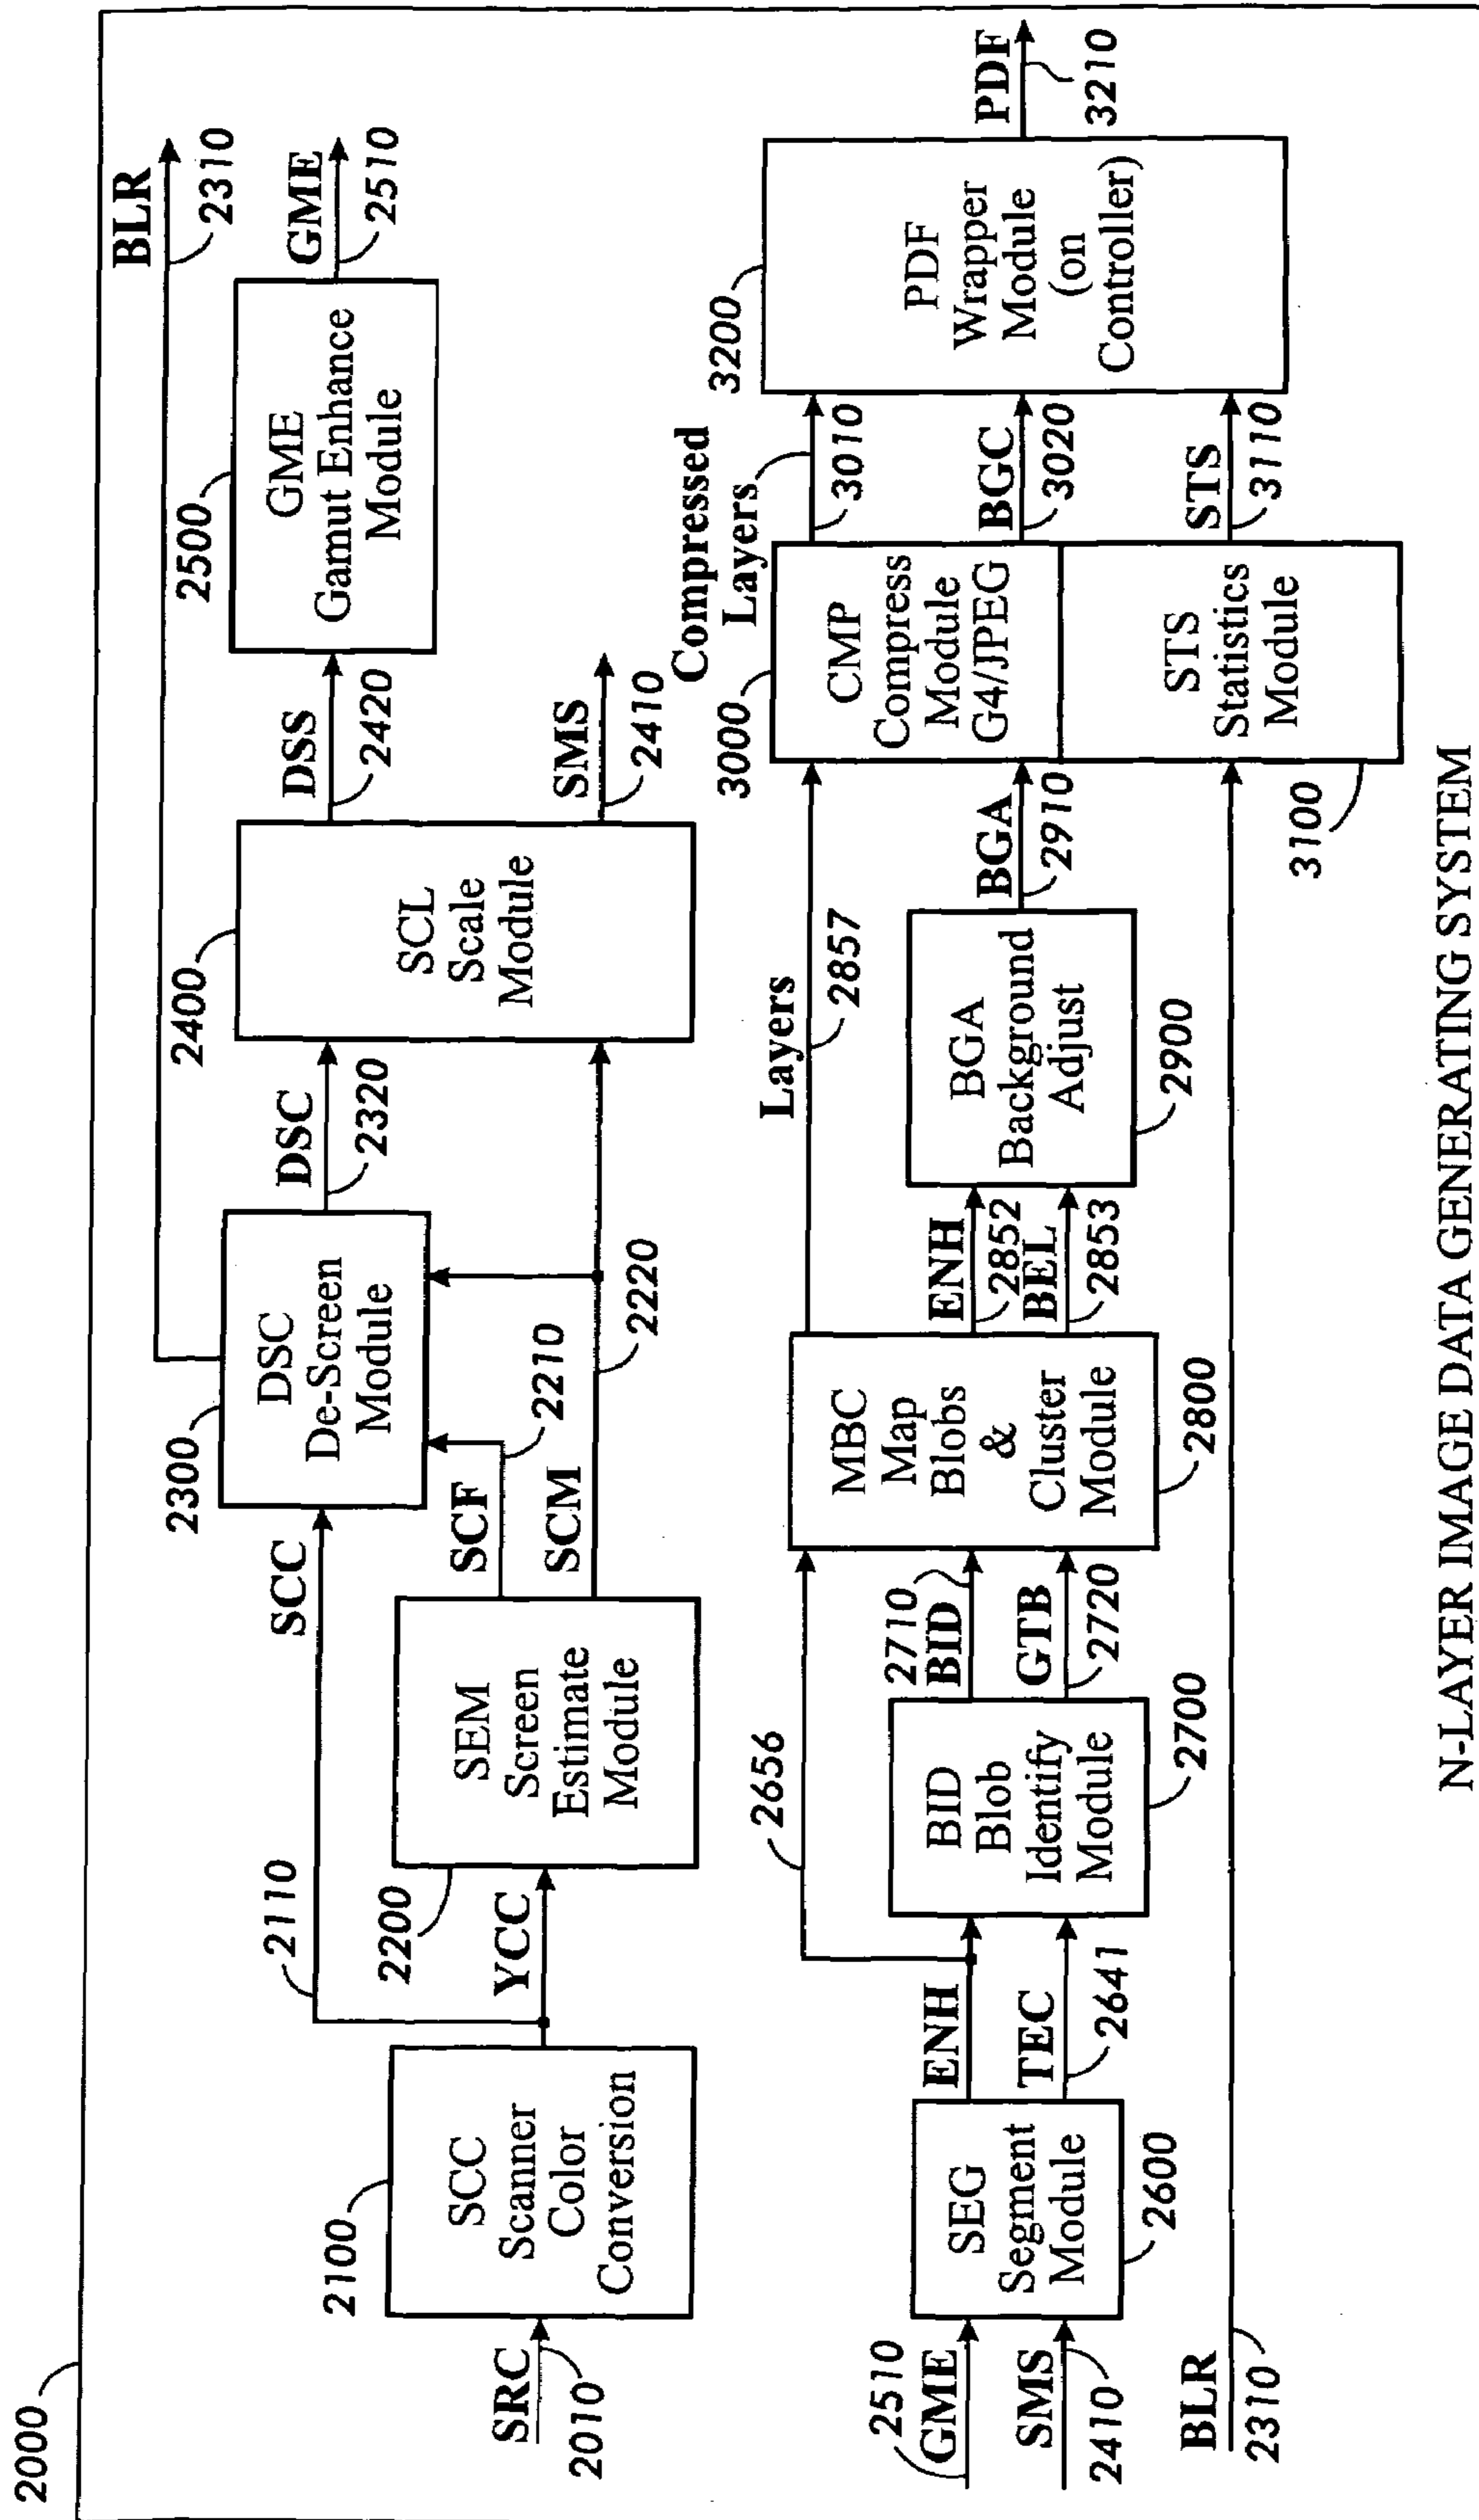 2000
BLR
2310
2100
SRC
2010
SCC
Scanner
Color
Conversion
2110
SCC
YCC
2200
SEM
Screen
Estimate
Module
SCF
2210
SCM
2220
2300
DSC
De-Screen
Module
DSC
2320
2400
SCL
Scale
Module
DSS
2420
SMS
2410
2500
GME
Gamut Enhance
Module
GME
2510
2510
GME
SMS
2410
BLR
2310
SEG
Segment
Module
2600
ENH
TEC
2641
2656
BID
Blob
Identify
Module
2700
2710
BID
GTB
2720
MBC
Map
Blobs
&
Cluster
Module
2800
Layers
2857
ENH
2852
BEL
2853
BGA
Background
Adjust
2900
BGA
2910
3000
CMP
Compress
Module
G4/JPEG
STS
Statistics
Module
3100
Compressed
Layers
3010
BGC
3020
STS
3110
3200
PDF
Wrapper
Module
(on
Controller)
PDF
3210
N-LAYER IMAGE DATA GENERATING SYSTEM